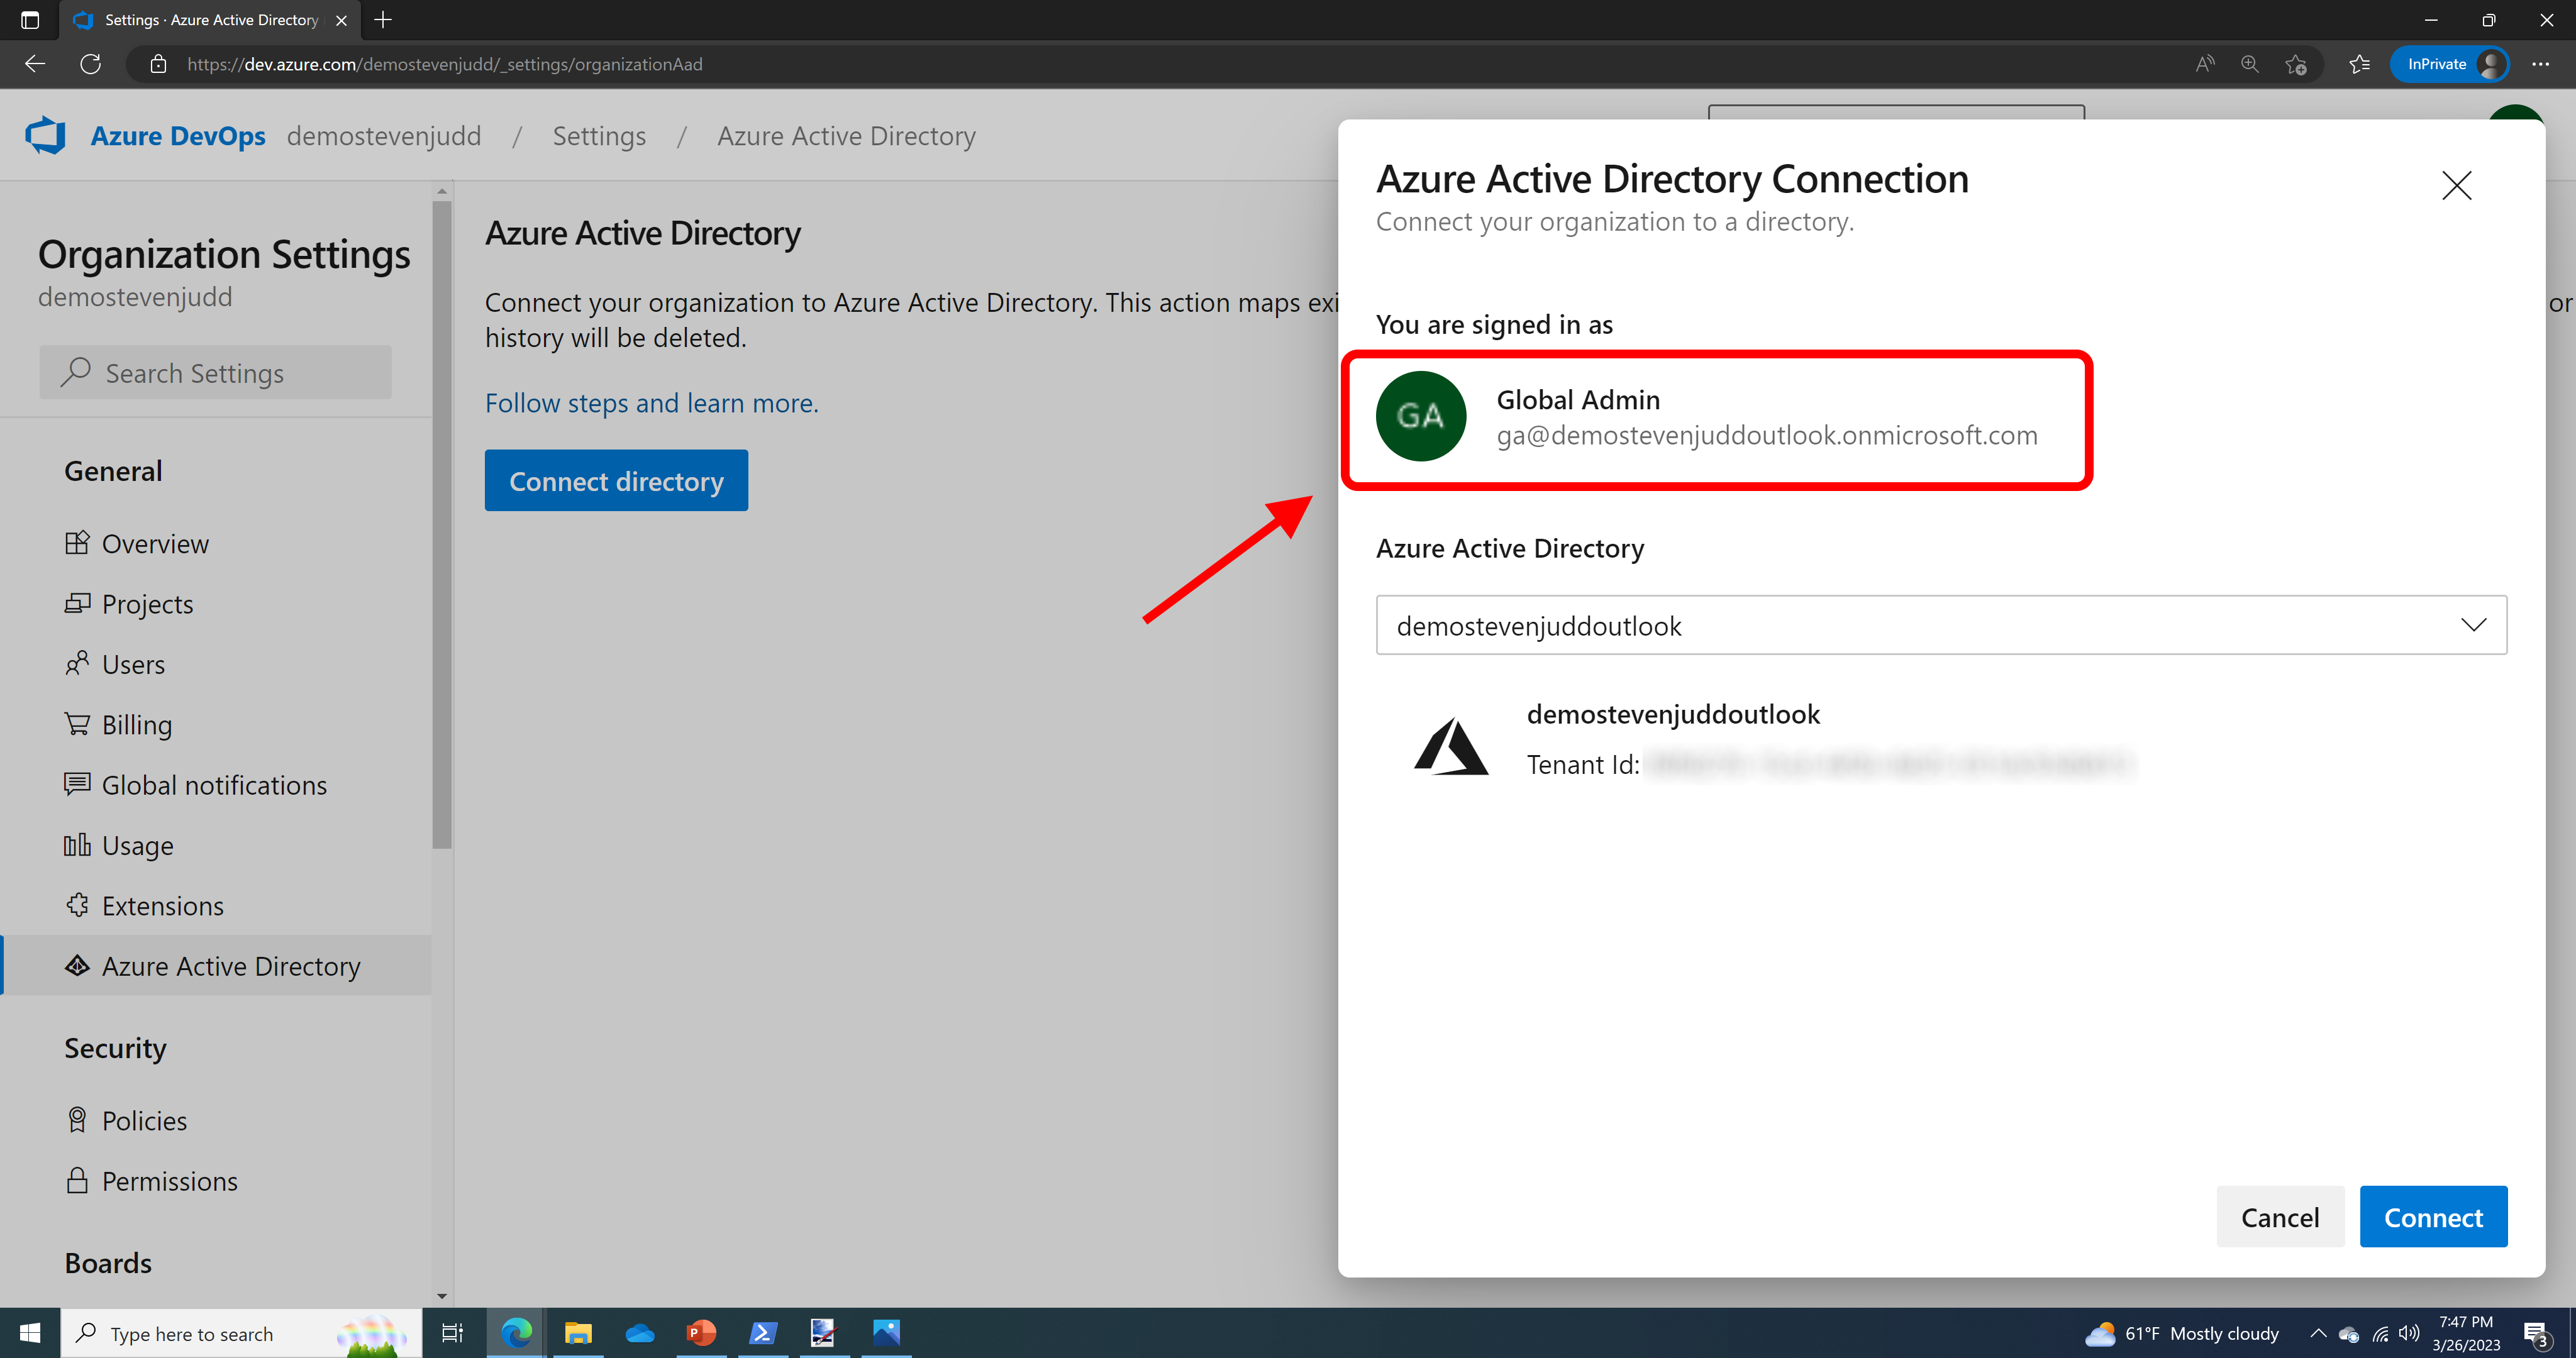 Settings · Azure Active Directory
https://dev.azure.com/demostevenjudd/_settings/organizationAad
InPrivate
Azure DevOps demostevenjudd / Settings / Azure Active Directory
Organization Settings
demostevenjudd
Search Settings
General
Overview
Projects
Users
Billing
Global notifications
Usage
Extensions
Azure Active Directory
Security
Policies
Permissions
Boards
Azure Active Directory
Connect your organization to Azure Active Directory. This action maps exi
or
history will be deleted.
Follow steps and learn more.
Connect directory
Azure Active Directory Connection
Connect your organization to a directory.
You are signed in as
GA
Global Admin
ga@demostevenjuddoutlook.onmicrosoft.com
Azure Active Directory
demostevenjuddoutlook
demostevenjuddoutlook
Tenant Id:
Cancel
Connect
Type here to search
61°F Mostly cloudy
7:47 PM
3/26/2023
3